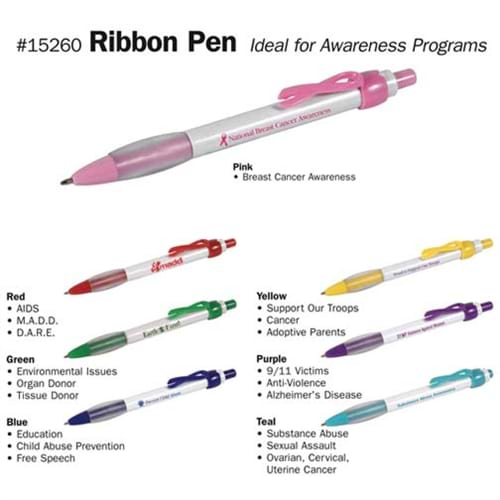 #15260 Ribbon Pen Ideal for Awareness Programs
National Breast Cancer Awareness
Pink
• Breast Cancer Awareness
madd
Red
• AIDS
• M.A.D.D.
• D.A.R.E.
Earth Fund
Green
• Environmental Issues
• Organ Donor
• Tissue Donor
Blue
• Education
• Child Abuse Prevention
• Free Speech
Yellow
• Support Our Troops
• Cancer
• Adoptive Parents
Purple
• 9/11 Victims
• Anti-Violence
• Alzheimer's Disease
Substance Abuse Awareness
Teal
• Substance Abuse
• Sexual Assault
• Ovarian, Cervical,
Uterine Cancer